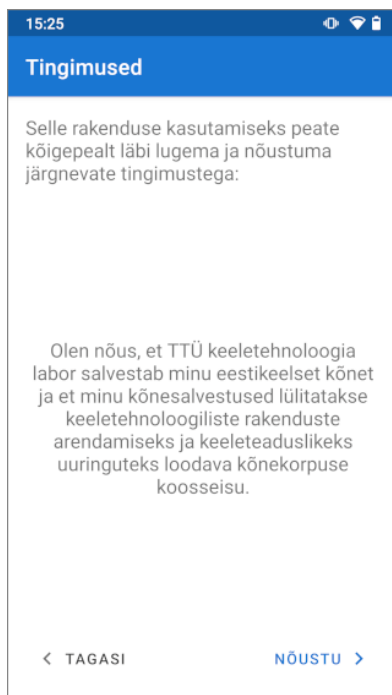 15:25
Tingimused
Selle rakenduse kasutamiseks peate
kõigepealt läbi lugema ja nõustuma
järgnevate tingimustega:
Olen nõus, et TTÜ keeletehnoloogia
labor salvestab minu eestikeelset kõnet
ja et minu kõnesalvestused lülitatakse
keeletehnoloogiliste rakenduste
arendamiseks ja keeleteaduslikeks
uuringuteks loodava kõnekorpuse
koosseisu.
TAGASI
NÕUSTU